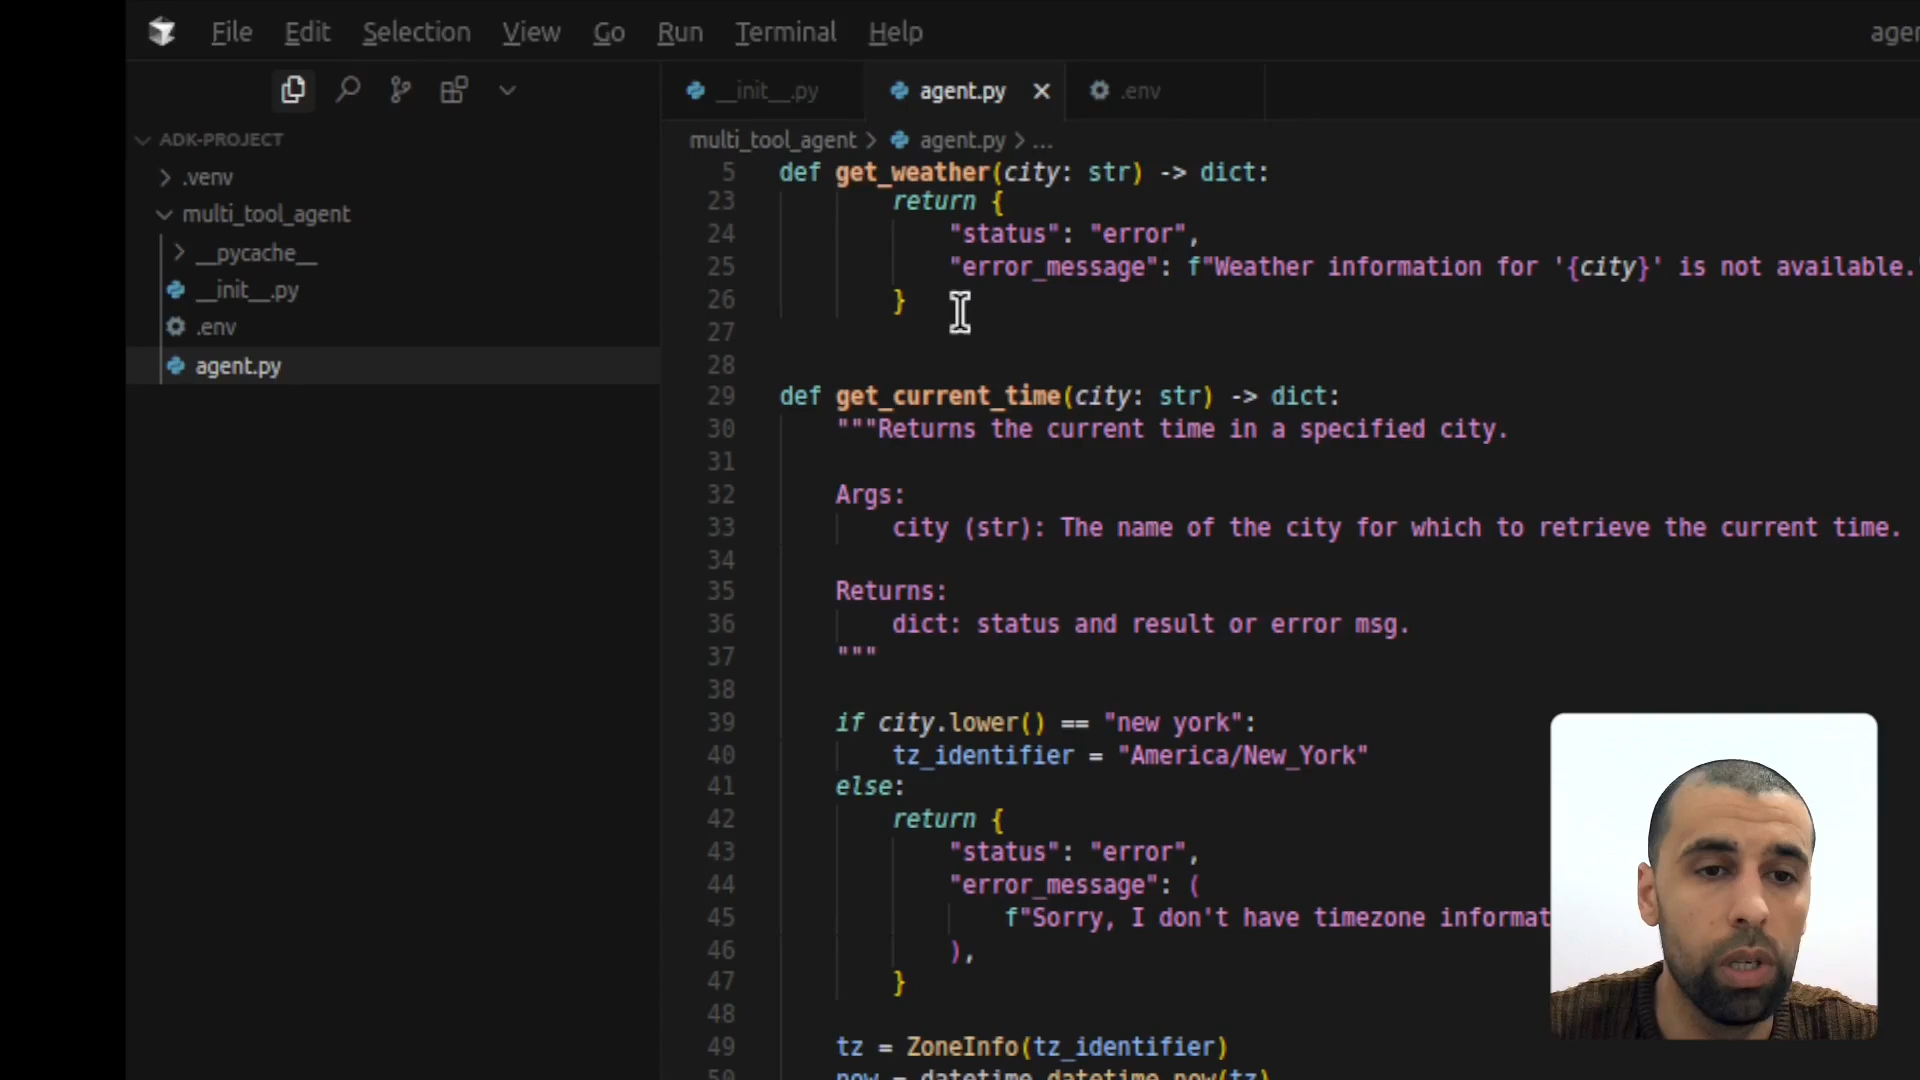 File Edit Selection View Go Run Terminal Help
ADK-PROJECT
.venv
multi_tool_agent
__pycache__
__init__.py
.env
agent.py
__init__.py agent.py .env
multi_tool_agent > agent.py > ...
5 def get_weather(city: str) -> dict:
23 return {
24 "status": "error",
25 "error_message": f"Weather information for '{city}' is not available.
26 }
27
28
29 def get_current_time(city: str) -> dict:
30 """Returns the current time in a specified city.
31
32 Args:
33 city (str): The name of the city for which to retrieve the current time.
34
35 Returns:
36 dict: status and result or error msg.
37 """
38
39 if city.lower() == "new york":
40 tz_identifier = "America/New_York"
41 else:
42 return {
43 "status": "error",
44 "error_message": (
45 f"Sorry, I don't have timezone
46 ),
47 }
48
49 tz = ZoneInfo(tz_identifier)
50 now = datetime.datetime.now(tz)